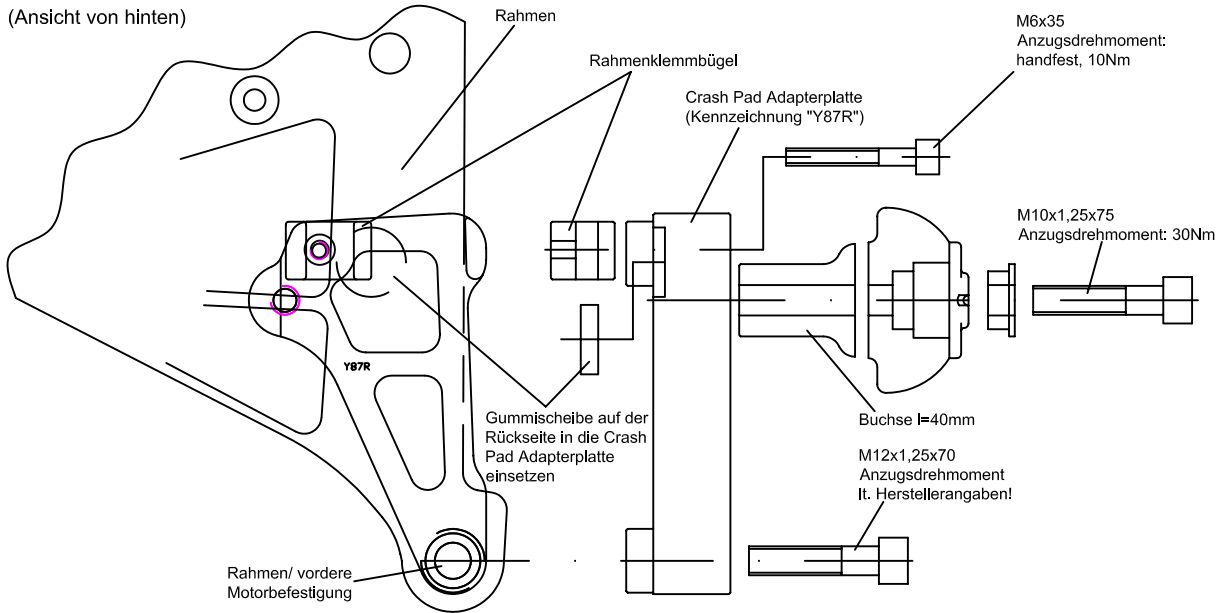 (Ansicht von hinten)
Rahmen
Rahmenklemmbügel
Crash Pad Adapterplatte
(Kennzeichnung "Y87R")
M6x35
Anzugsdrehmoment:
handfest, 10Nm
M10x1,25x75
Anzugsdrehmoment: 30Nm
Y87R
Gummischeibe auf der
Rückseite in die Crash
Pad Adapterplatte
einsetzen
Buchse l=40mm
M12x1,25x70
Anzugsdrehmoment
lt. Herstellerangaben!
Rahmen/ vordere
Motorbefestigung